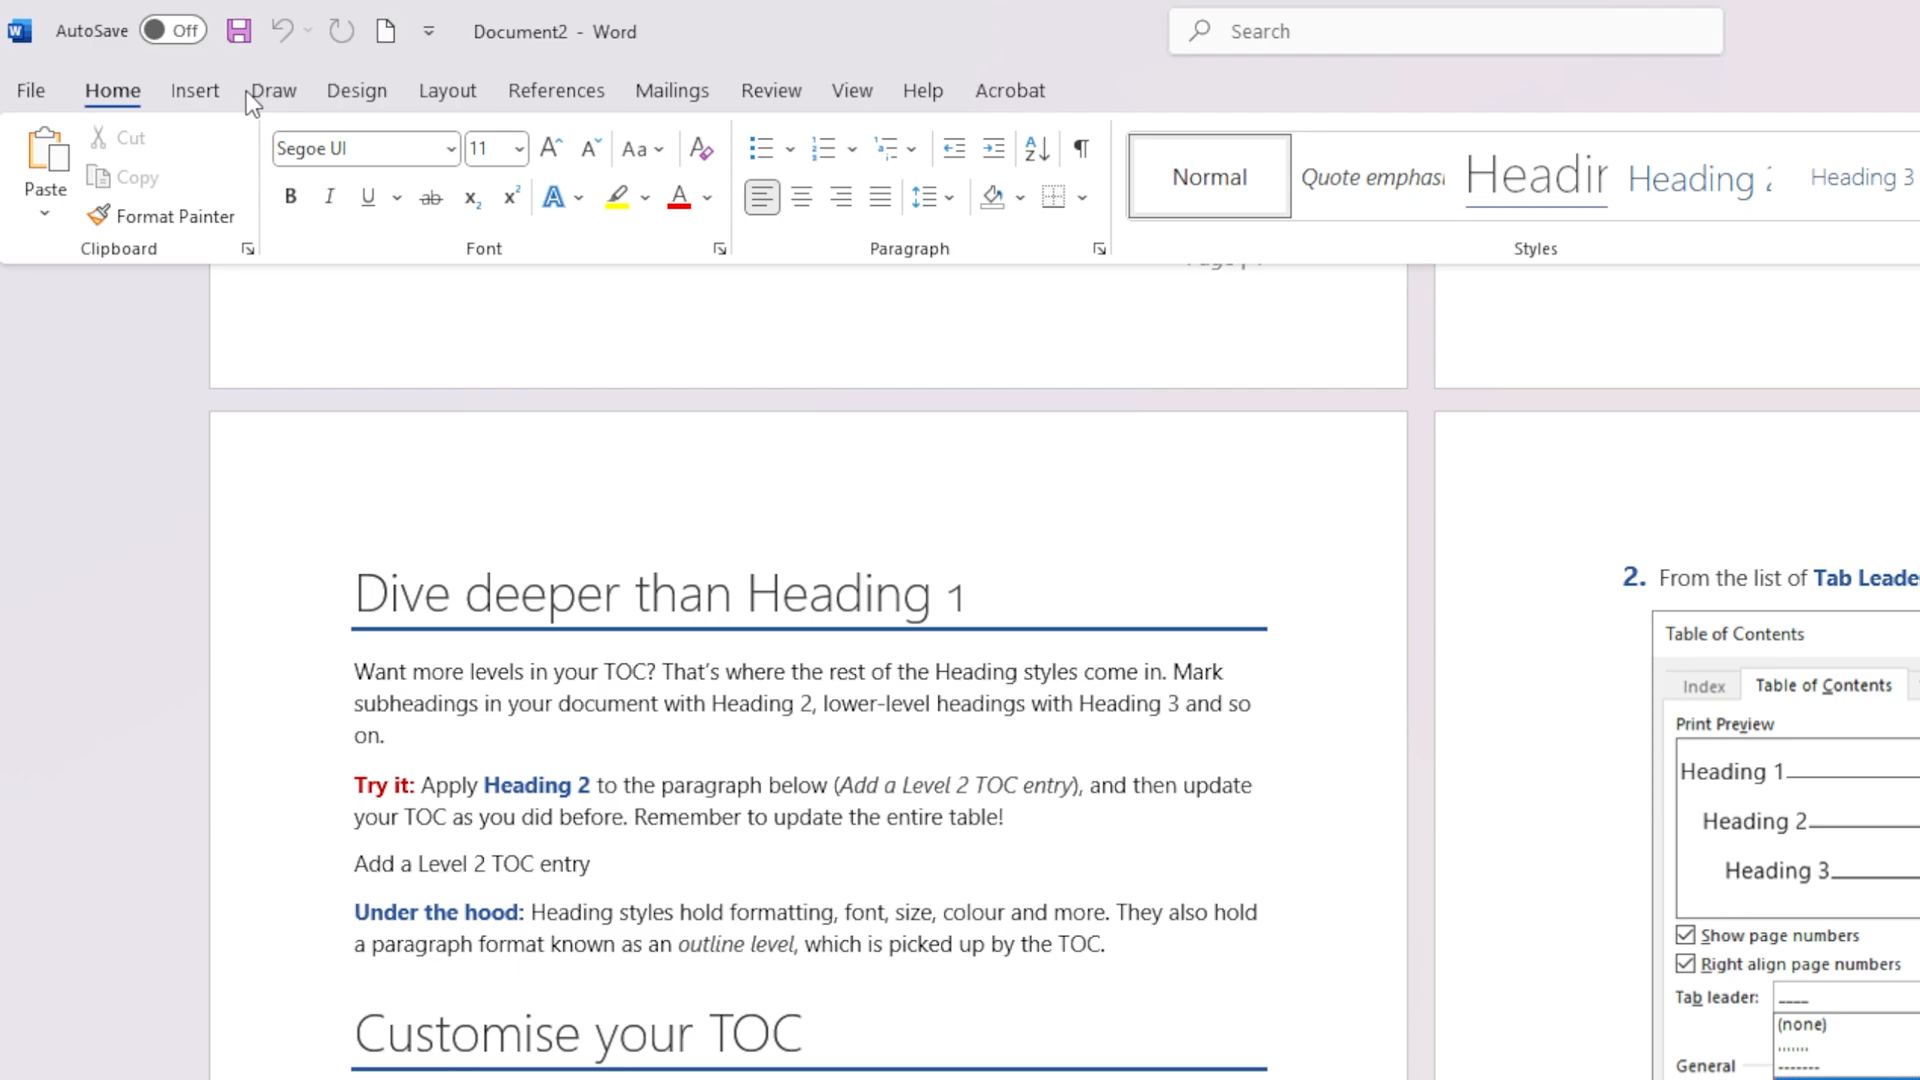 AutoSave Off Document2 - Word Search
File Home Insert Draw Design Layout References Mailings Review View Help Acrobat
Paste
Cut
Copy
Format Painter
Clipboard
Segoe UI 11 Aa
B I U ab x₂ x² A A
Font
Paragraph
Normal Quote emphasi Headin Heading 2 Heading 3
Styles
Dive deeper than Heading 1
Want more levels in your TOC? That’s where the rest of the Heading styles come in. Mark
subheadings in your document with Heading 2, lower-level headings with Heading 3 and so
on.
Try it: Apply Heading 2 to the paragraph below (Add a Level 2 TOC entry), and then update
your TOC as you did before. Remember to update the entire table!
Add a Level 2 TOC entry
Under the hood: Heading styles hold formatting, font, size, colour and more. They also hold
a paragraph format known as an outline level, which is picked up by the TOC.
Customise your TOC
2. From the list of Tab Leade
Table of Contents
Index Table of Contents
Print Preview
Heading 1
Heading 2
Heading 3
Show page numbers
Right align page numbers
Tab leader: ____
(none)
.......
General -------